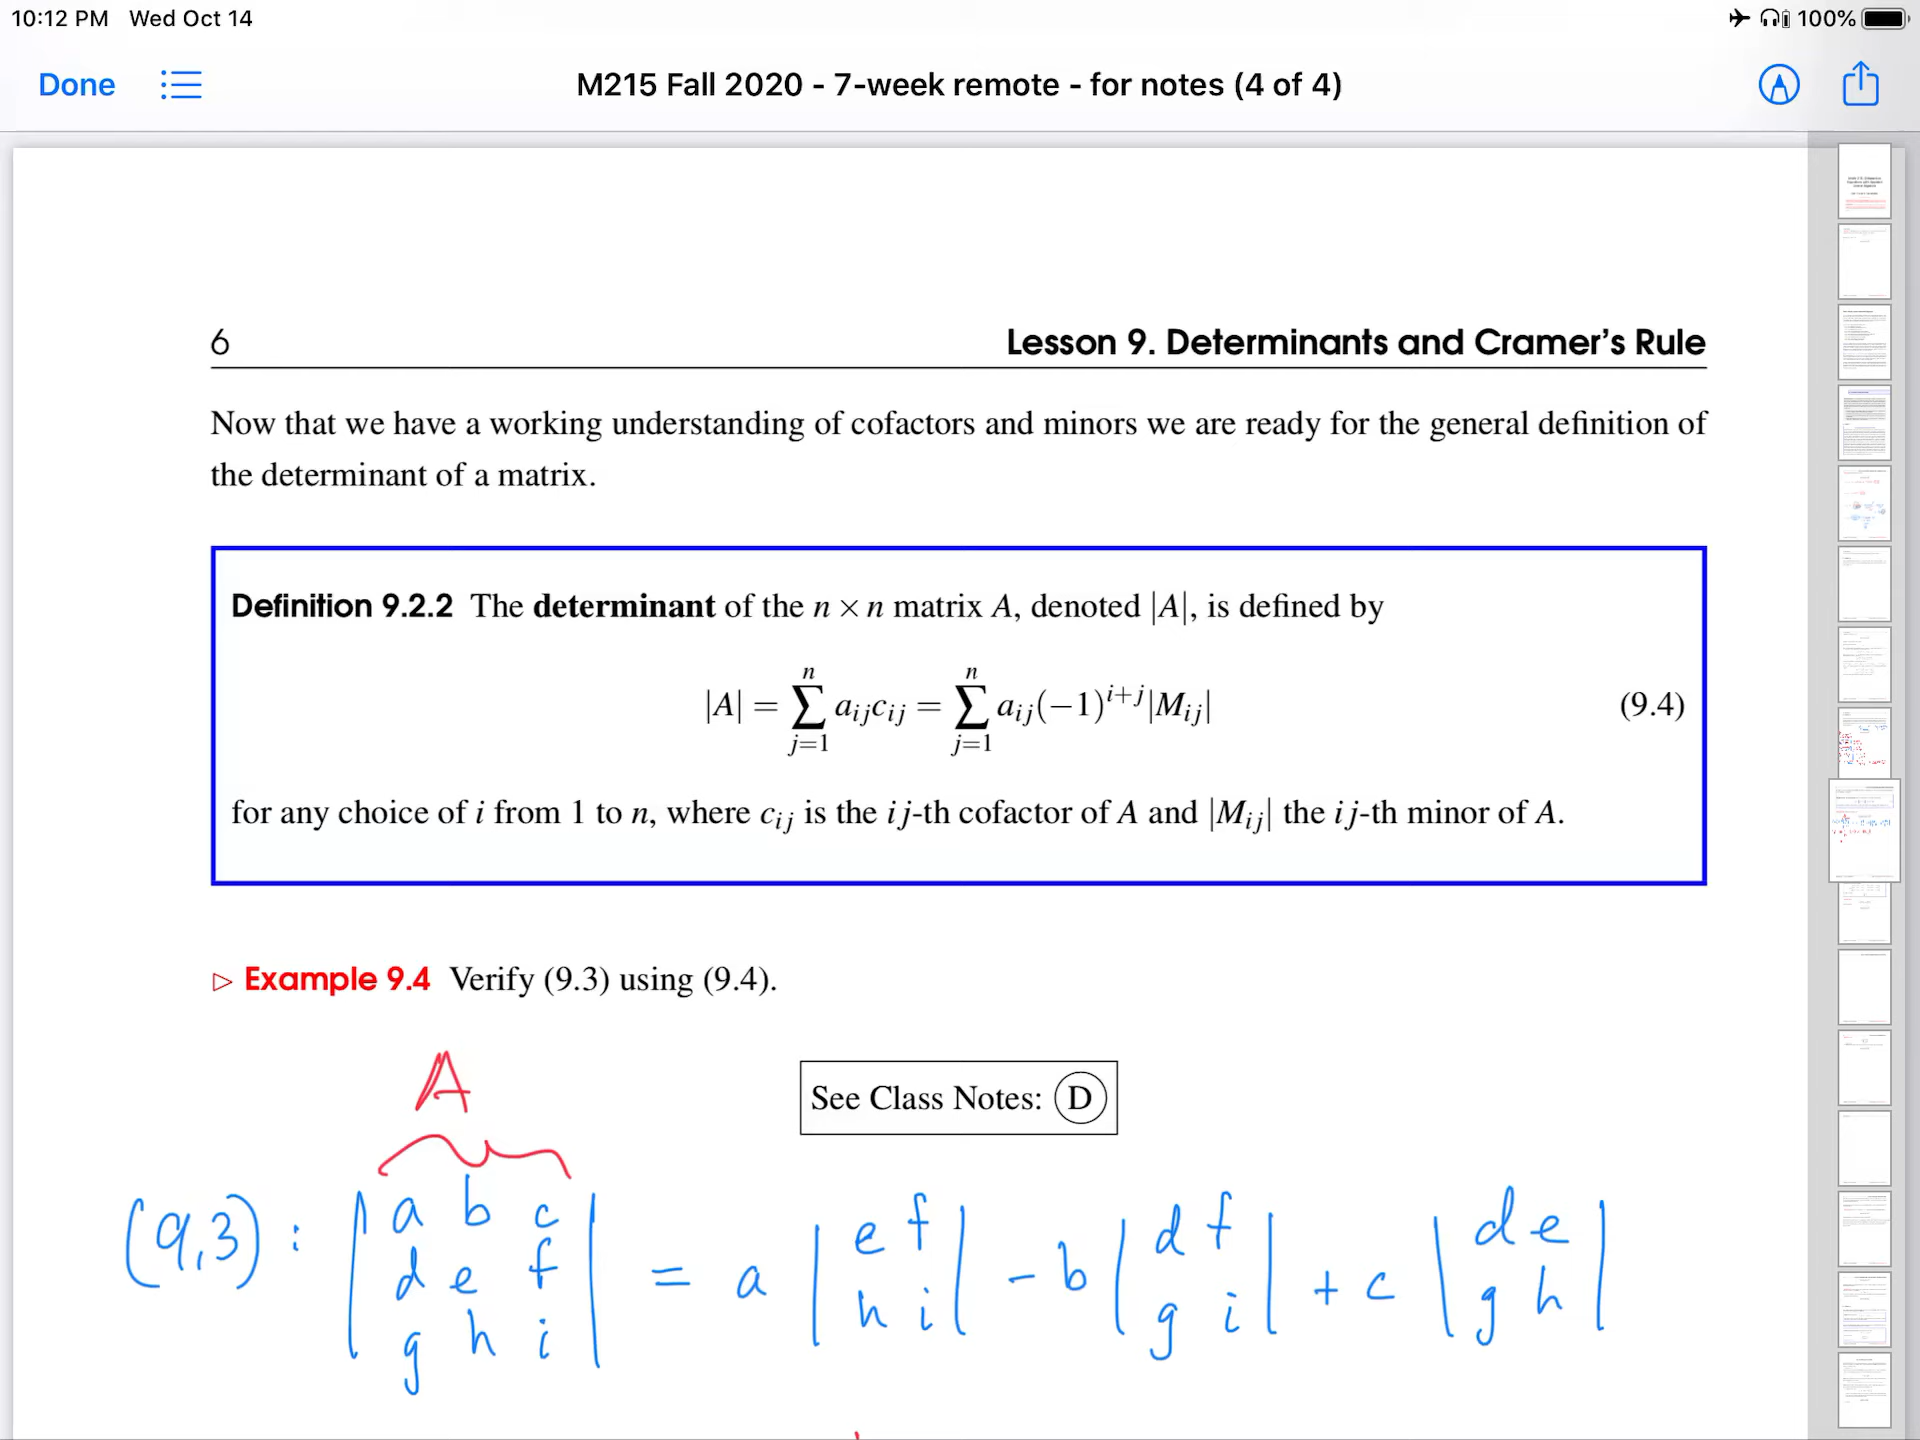 10:12 PM Wed Oct 14 100%
Done M215 Fall 2020 - 7-week remote - for notes (4 of 4)
6 Lesson 9. Determinants and Cramer's Rule
Now that we have a working understanding of cofactors and minors we are ready for the general definition of
the determinant of a matrix.
Definition 9.2.2 The determinant of the n × n matrix A, denoted |A|, is defined by
|A| = ∑_{j=1}^{n} a_{ij}c_{ij} = ∑_{j=1}^{n} a_{ij}(−1)^{i+j}|M_{ij}| (9.4)
for any choice of i from 1 to n, where c_{ij} is the ij-th cofactor of A and |M_{ij}| the ij-th minor of A.
▷ Example 9.4 Verify (9.3) using (9.4).
A
See Class Notes: D
(9,3) : |a b c; d e f; g h i| = a |e f; h i| - b |d f; g i| + c |d e; g h|